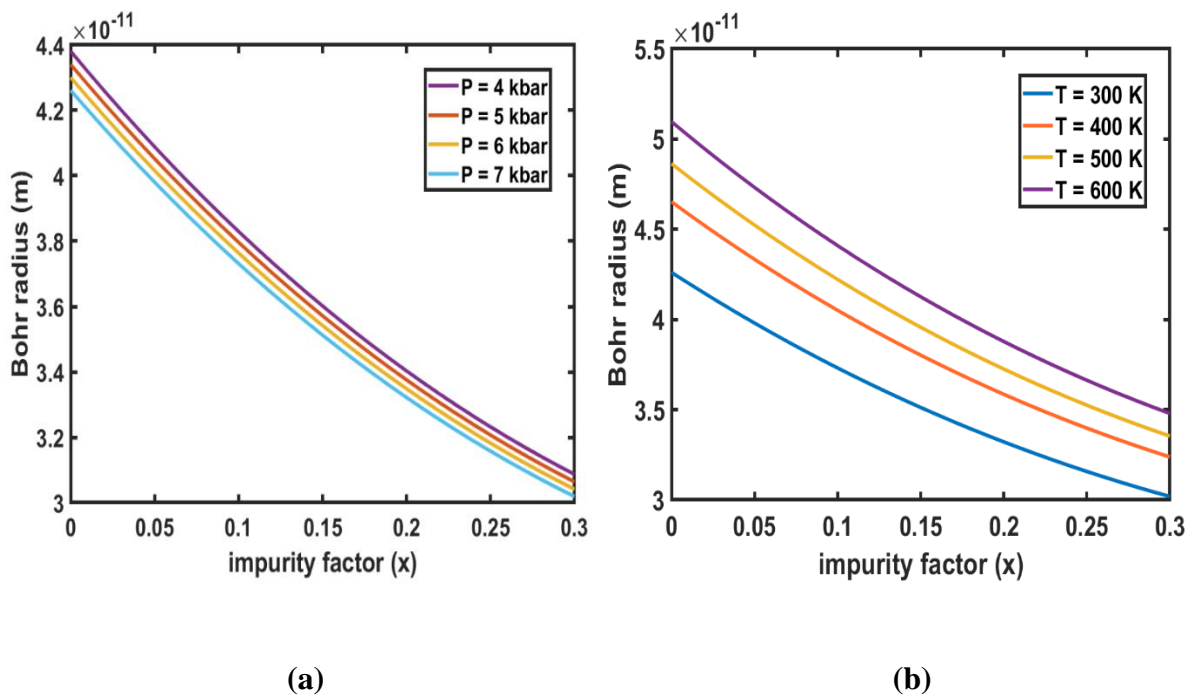 ×10⁻¹¹
4.4
4.2
4
3.8
3.6
3.4
3.2
3
Bohr radius (m)
P = 4 kbar
P = 5 kbar
P = 6 kbar
P = 7 kbar
0 0.05 0.1 0.15 0.2 0.25 0.3
impurity factor (x)
(a)
×10⁻¹¹
5.5
5
4.5
4
3.5
3
Bohr radius (m)
T = 300 K
T = 400 K
T = 500 K
T = 600 K
0 0.05 0.1 0.15 0.2 0.25 0.3
impurity factor (x)
(b)